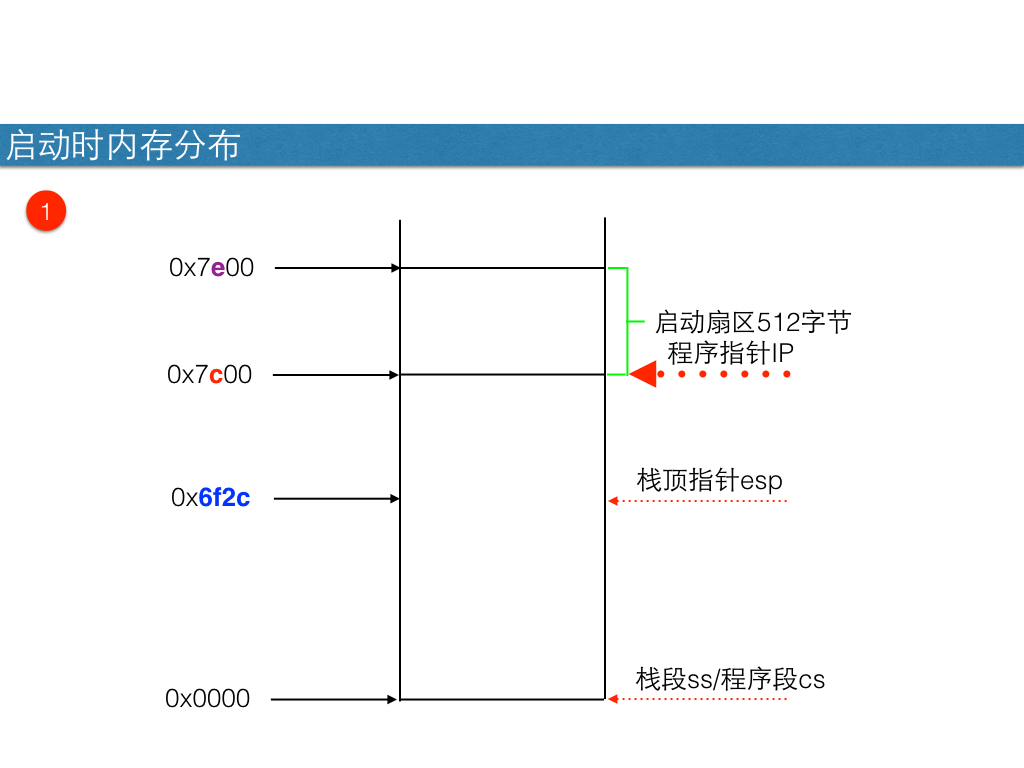 启动时内存分布
1
0x7e00
启动扇区512字节
程序指针IP
0x7c00
栈顶指针esp
0x6f2c
栈段ss/程序段cs
0x0000